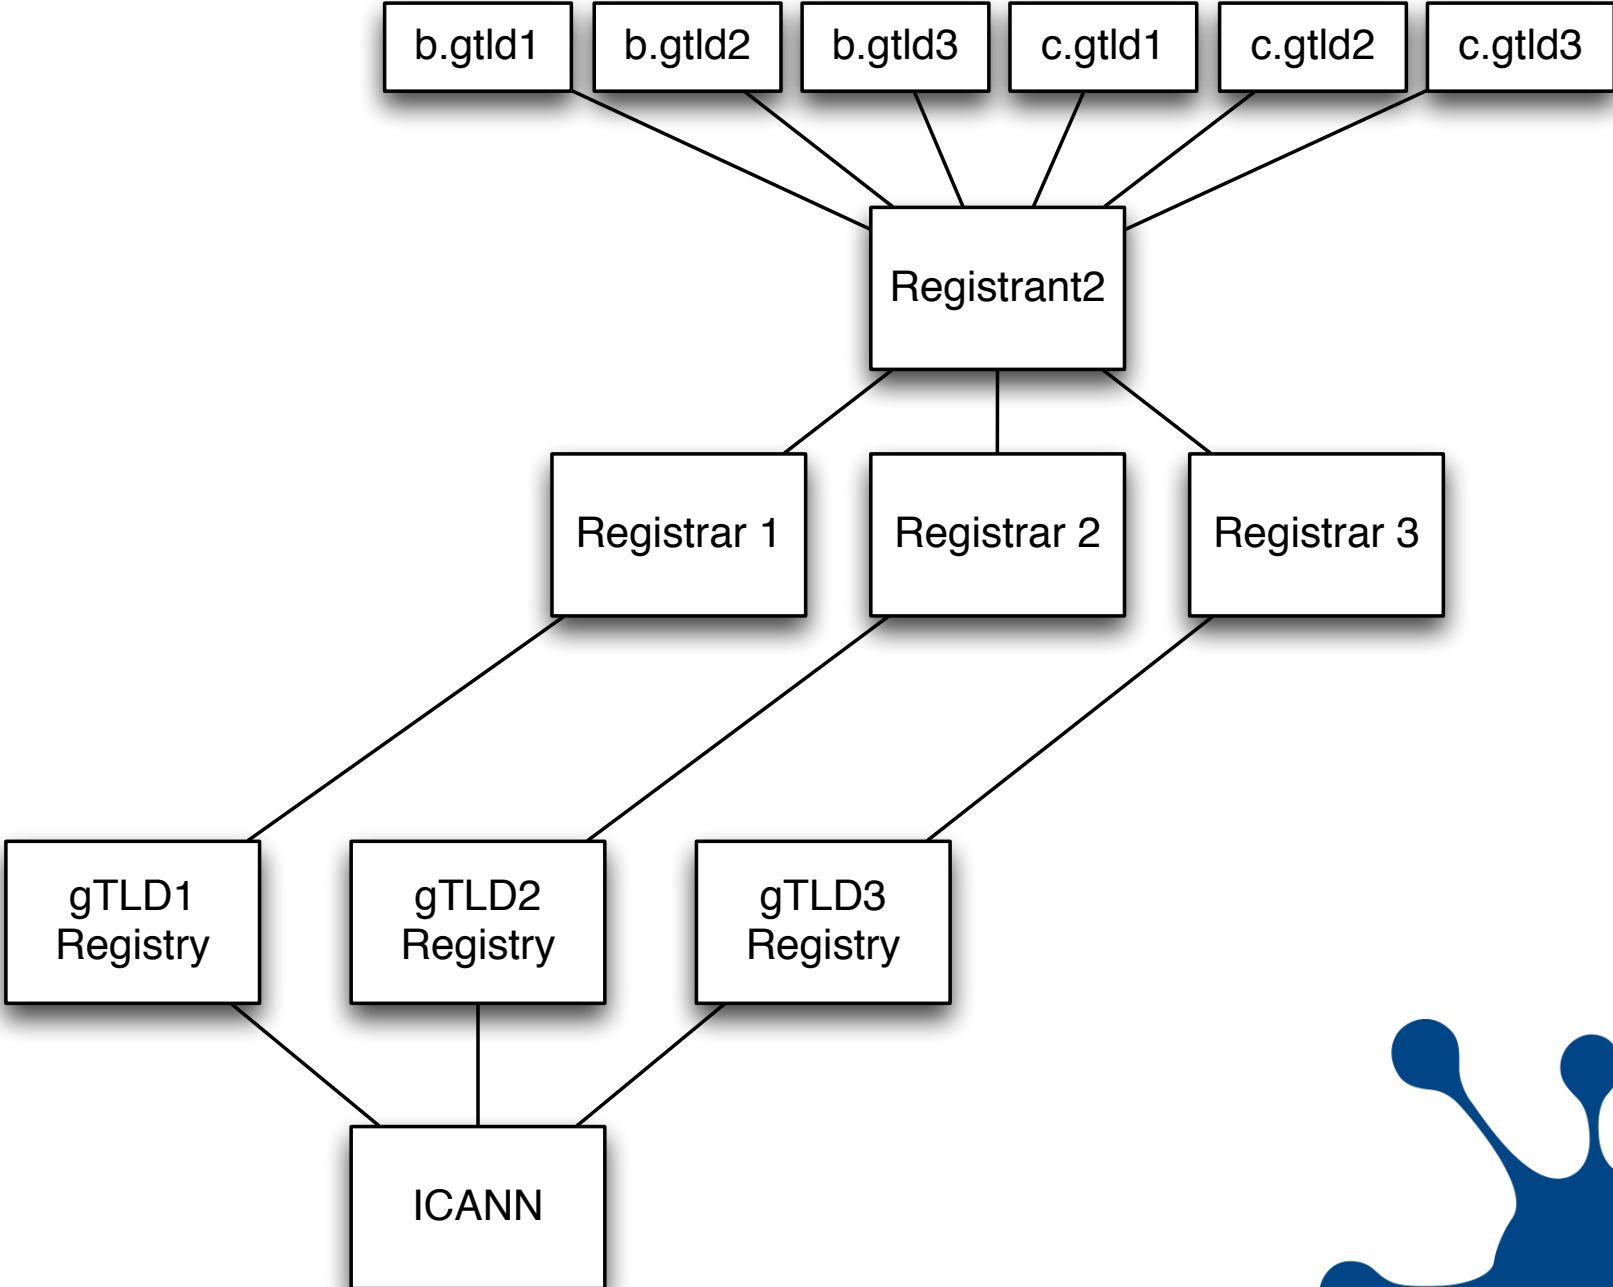 b.gtld1
b.gtld2
b.gtld3
c.gtld1
c.gtld2
c.gtld3
Registrant2
Registrar 1
Registrar 2
Registrar 3
gTLD1
Registry
gTLD2
Registry
gTLD3
Registry
ICANN